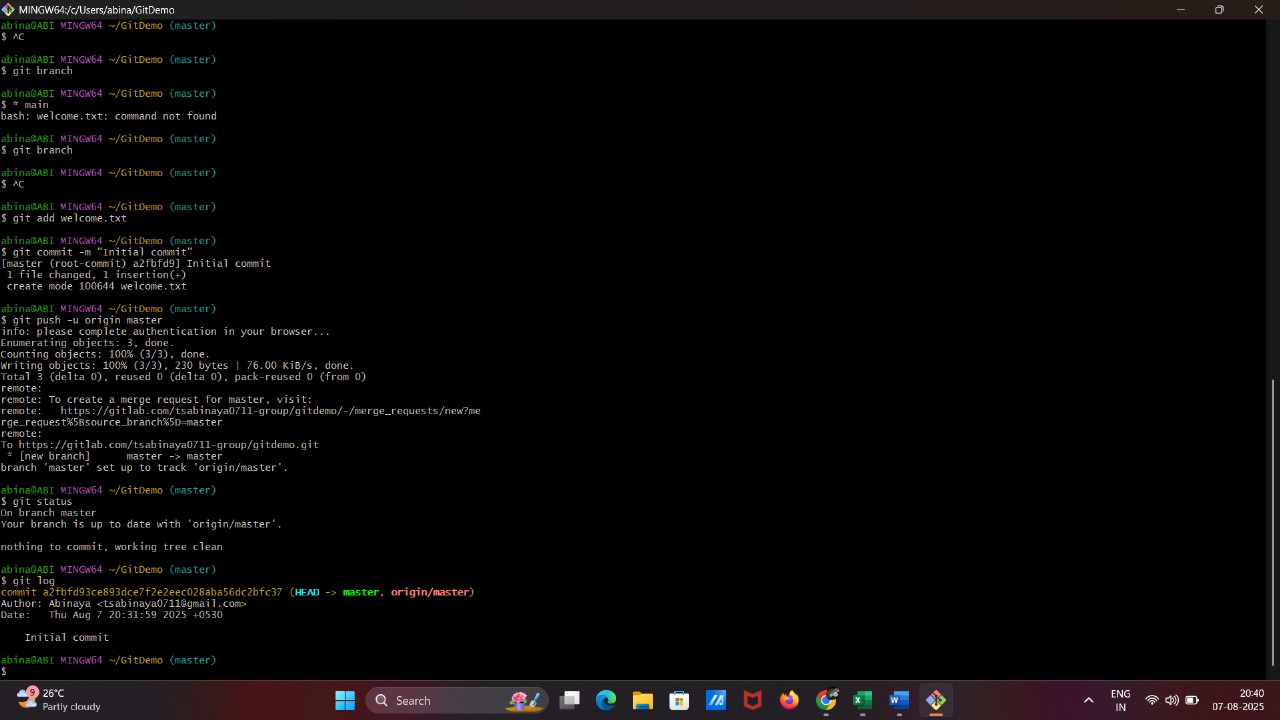 MINGW64:/c/Users/abina/GitDemo
abina@ABI MINGW64 ~/GitDemo (master)
$ ^C
abina@ABI MINGW64 ~/GitDemo (master)
$ git branch
abina@ABI MINGW64 ~/GitDemo (master)
$ * main
bash: welcome.txt: command not found
abina@ABI MINGW64 ~/GitDemo (master)
$ git branch
abina@ABI MINGW64 ~/GitDemo (master)
$ ^C
abina@ABI MINGW64 ~/GitDemo (master)
$ git add welcome.txt
abina@ABI MINGW64 ~/GitDemo (master)
$ git commit -m "Initial commit"
[master (root-commit) a2fbfd9] Initial commit
 1 file changed, 1 insertion(+)
 create mode 100644 welcome.txt
abina@ABI MINGW64 ~/GitDemo (master)
$ git push -u origin master
info: please complete authentication in your browser...
Enumerating objects: 3, done.
Counting objects: 100% (3/3), done.
Writing objects: 100% (3/3), 230 bytes | 76.00 KiB/s, done.
Total 3 (delta 0), reused 0 (delta 0), pack-reused 0 (from 0)
remote:
remote: To create a merge request for master, visit:
remote:   https://gitlab.com/tsabinaya0711-group/gitdemo/-/merge_requests/new?me
rge_request%5Bsource_branch%5D=master
remote:
To https://gitlab.com/tsabinaya0711-group/gitdemo.git
 * [new branch]      master -> master
branch 'master' set up to track 'origin/master'.
abina@ABI MINGW64 ~/GitDemo (master)
$ git status
On branch master
Your branch is up to date with 'origin/master'.
nothing to commit, working tree clean
abina@ABI MINGW64 ~/GitDemo (master)
$ git log
commit a2fbfd93ce893dce7f2e2eec028aba56dc2bfc37 (HEAD -> master, origin/master)
Author: Abinaya <tsabinaya0711@gmail.com>
Date:   Thu Aug 7 20:31:59 2025 +0530
    Initial commit
abina@ABI MINGW64 ~/GitDemo (master)
$
9
26°C
Partly cloudy
Search
ENG
IN
20:40
07-08-2025